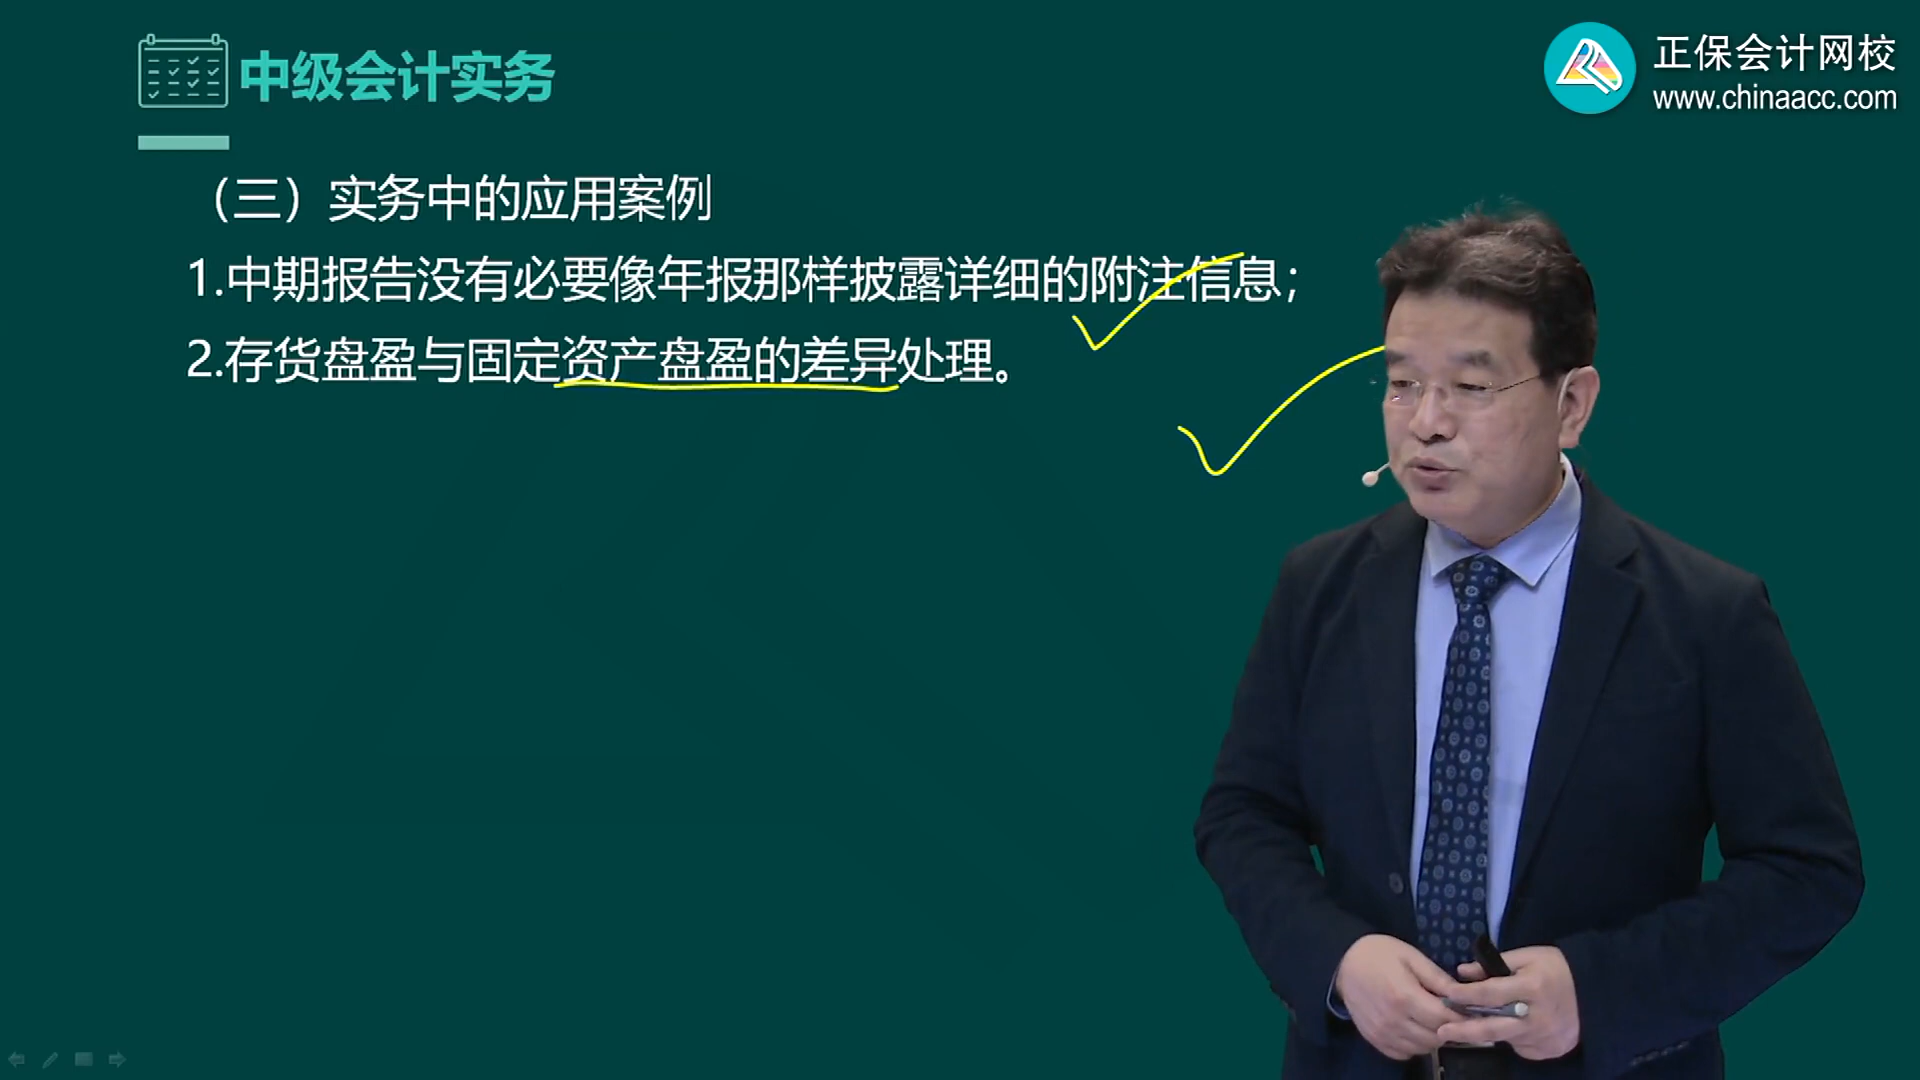 中级会计实务
正保会计网校
www.chinaacc.com
（三）实务中的应用案例
1.中期报告没有必要像年报那样披露详细的附注信息；
2.存货盘盈与固定资产盘盈的差异处理。